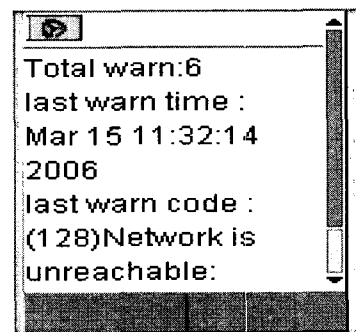 Total warn:6
last warn time :
Mar 15 11:32:14
2006
last warn code :
(128)Network is
unreachable: